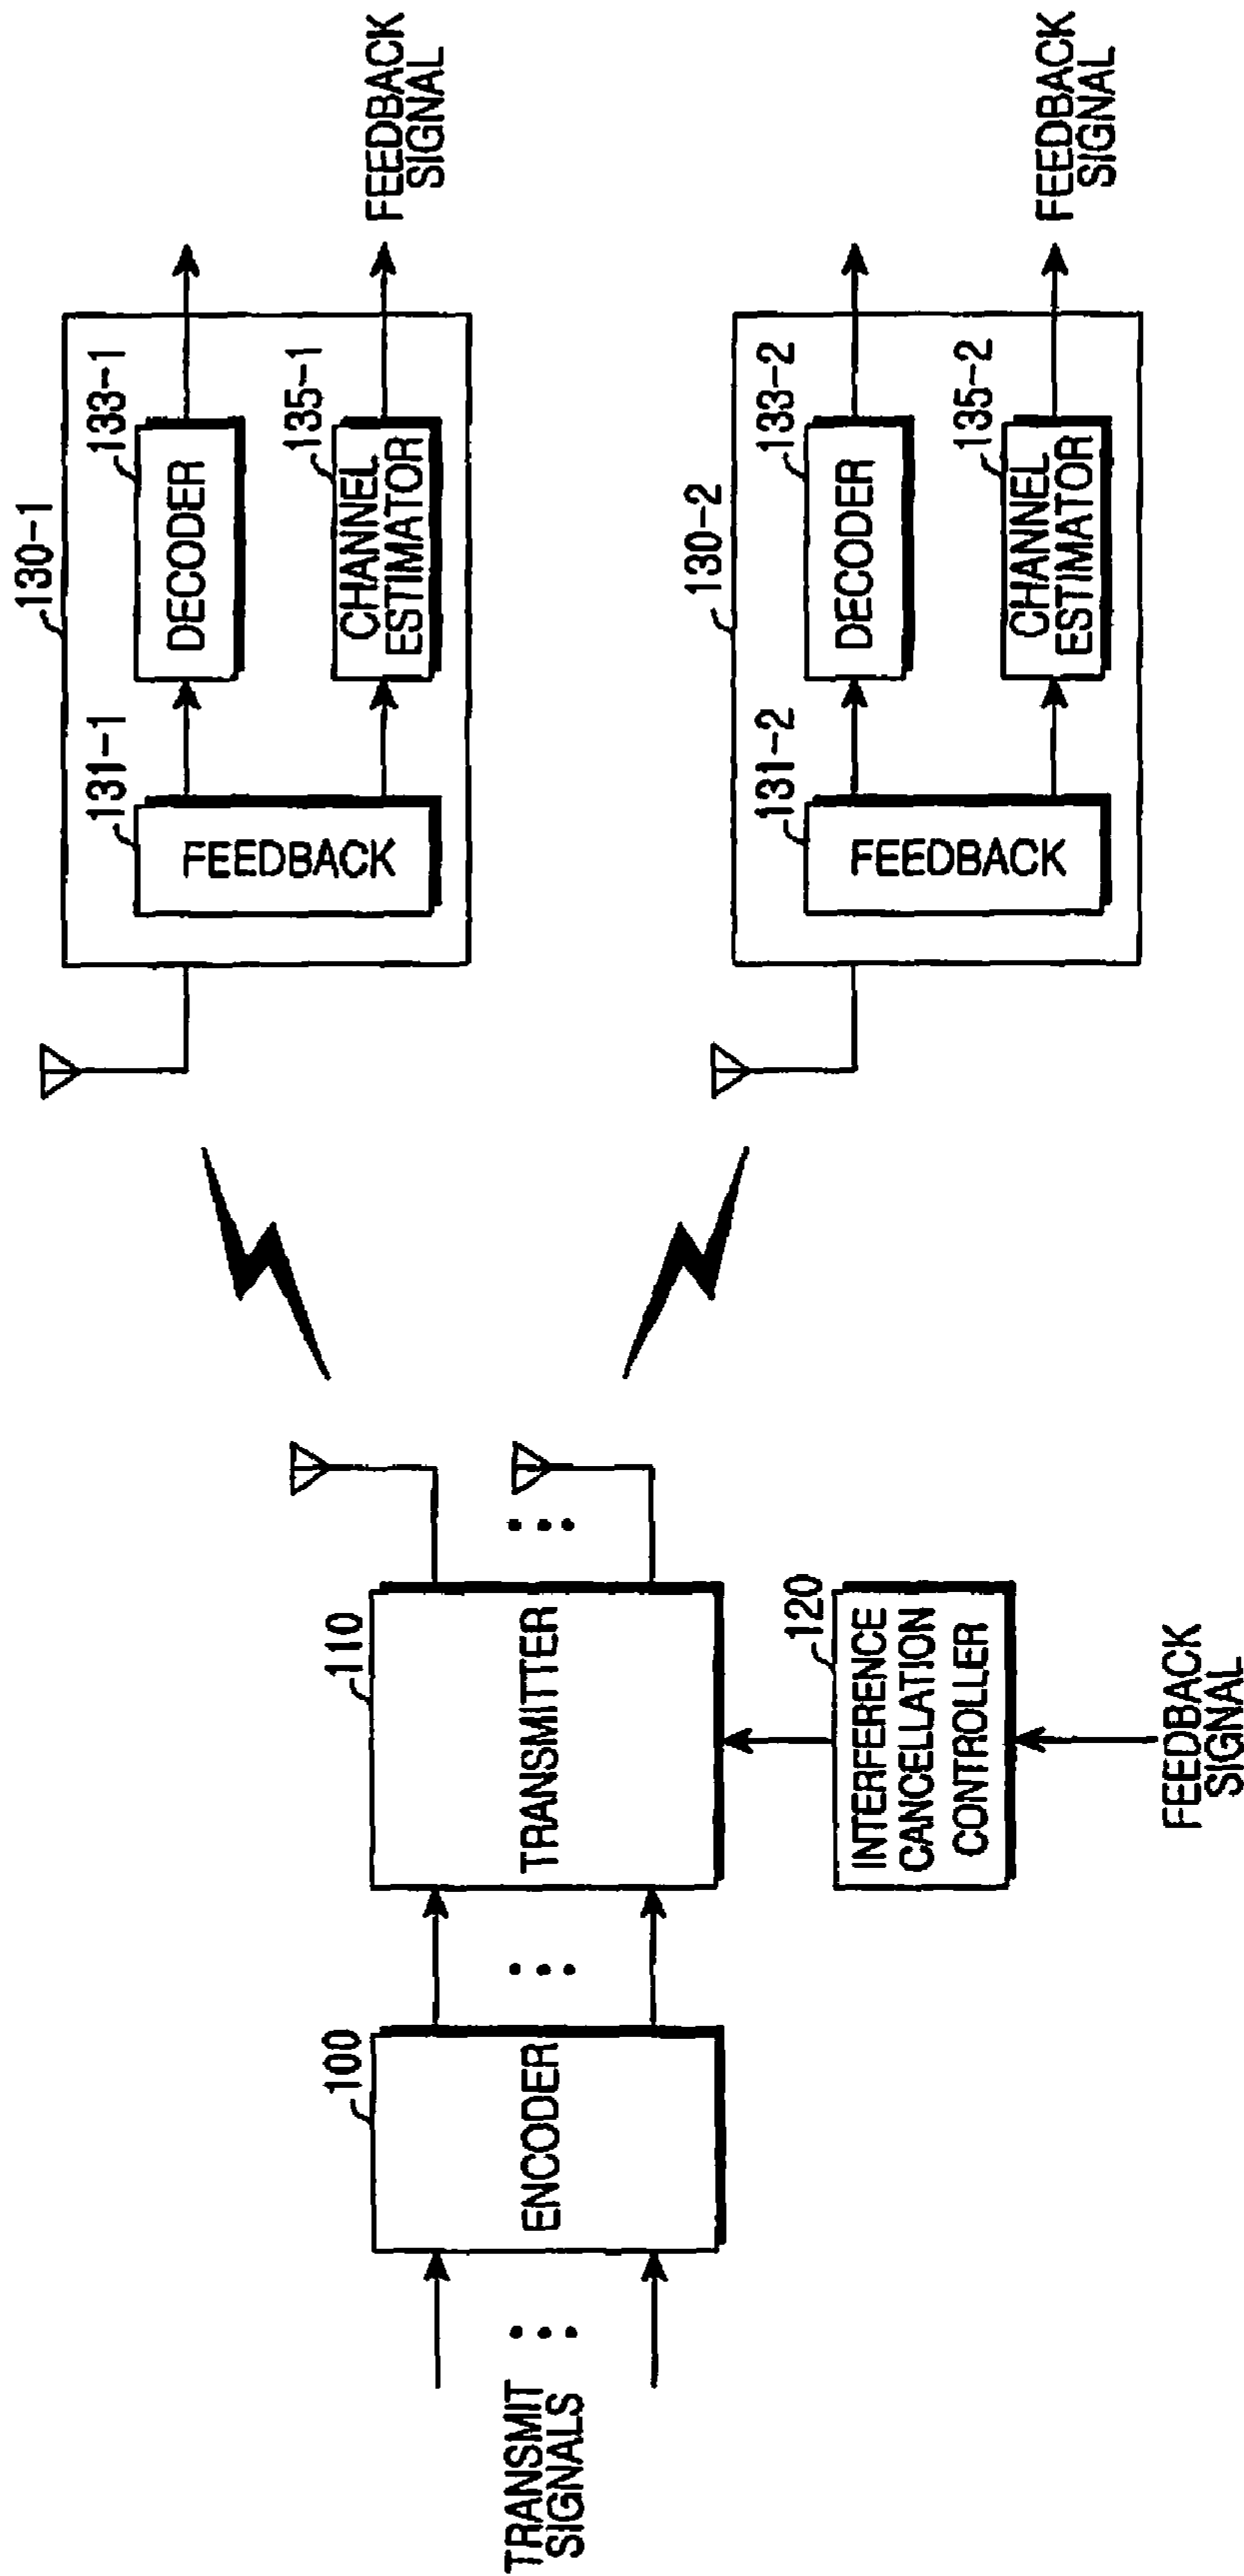 TRANSMIT
SIGNALS
100
ENCODER
110
TRANSMITTER
120
INTERFERENCE
CANCELLATION
CONTROLLER
FEEDBACK
SIGNAL
130-1
131-1
FEEDBACK
133-1
DECODER
135-1
CHANNEL
ESTIMATOR
FEEDBACK
SIGNAL
130-2
131-2
FEEDBACK
133-2
DECODER
135-2
CHANNEL
ESTIMATOR
FEEDBACK
SIGNAL